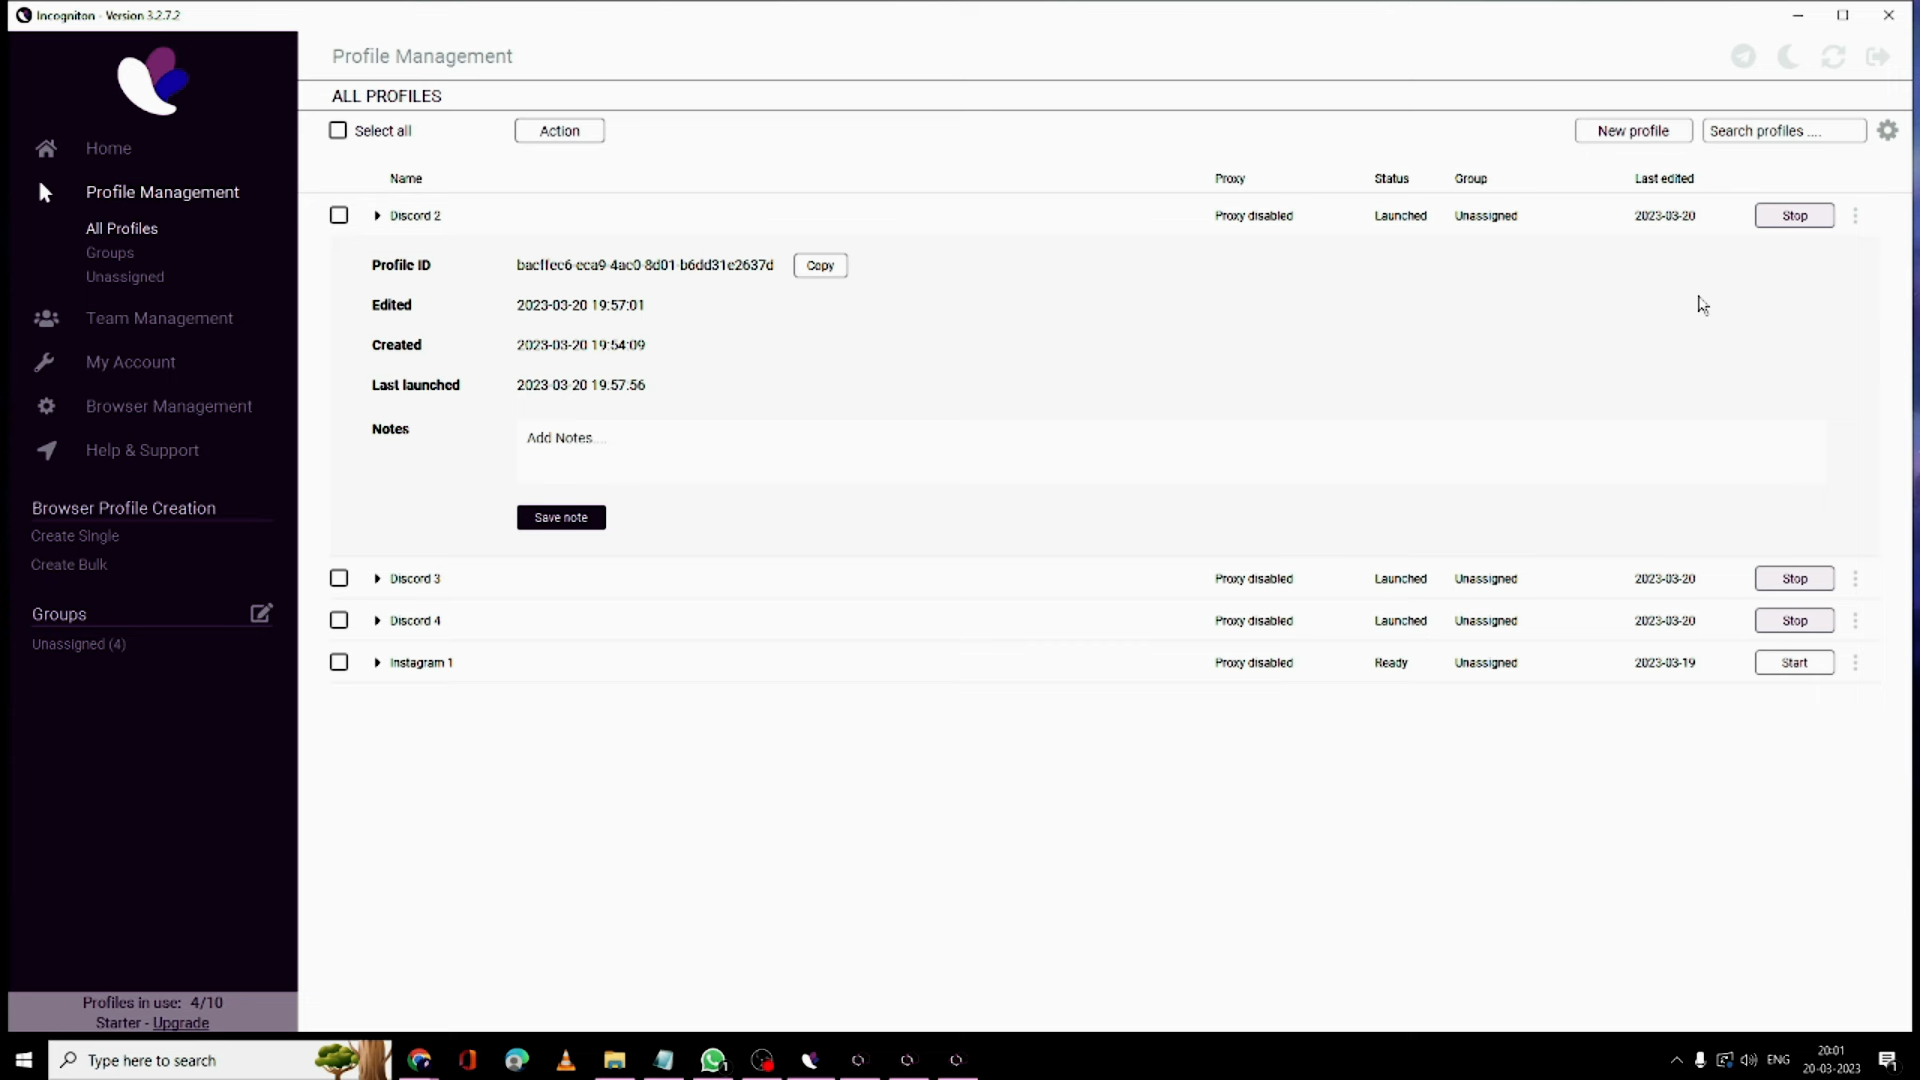 Incogniton - Version 3.2.7.2
Profile Management
ALL PROFILES
Select all
Action
New profile
Search profiles ....
Name
Proxy
Status
Group
Last edited
Discord 2
Proxy disabled
Launched
Unassigned
2023-03-20
Stop
Profile ID
bacffec6-eca9-4ac0-8d01-b6dd31e2637d
Copy
Edited
2023-03-20 19:57:01
Created
2023-03-20 19:54:09
Last launched
2023-03-20 19:57:56
Notes
Add Notes....
Save note
Discord 3
Proxy disabled
Launched
Unassigned
2023-03-20
Stop
Discord 4
Proxy disabled
Launched
Unassigned
2023-03-20
Stop
Instagram 1
Proxy disabled
Ready
Unassigned
2023-03-19
Start
Home
Profile Management
All Profiles
Groups
Unassigned
Team Management
My Account
Browser Management
Help & Support
Browser Profile Creation
Create Single
Create Bulk
Groups
Unassigned (4)
Profiles in use: 4/10
Starter - Upgrade
Type here to search
1
ENG
20:01
20-03-2023
1